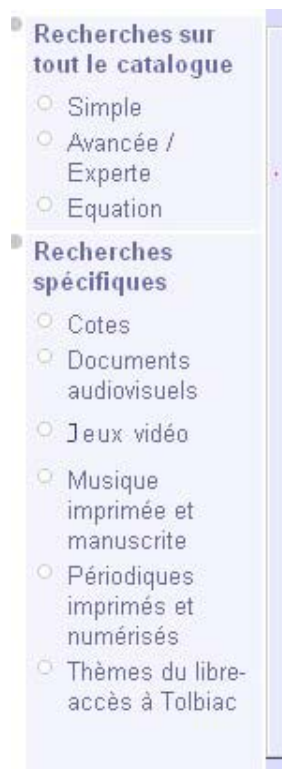 Recherches sur
tout le catalogue
Simple
Avancée /
Experte
Equation
Recherches
spécifiques
Cotes
Documents
audiovisuels
Jeux vidéo
Musique
imprimée et
manuscrite
Périodiques
imprimés et
numérisés
Thèmes du libre-
accès à Tolbiac